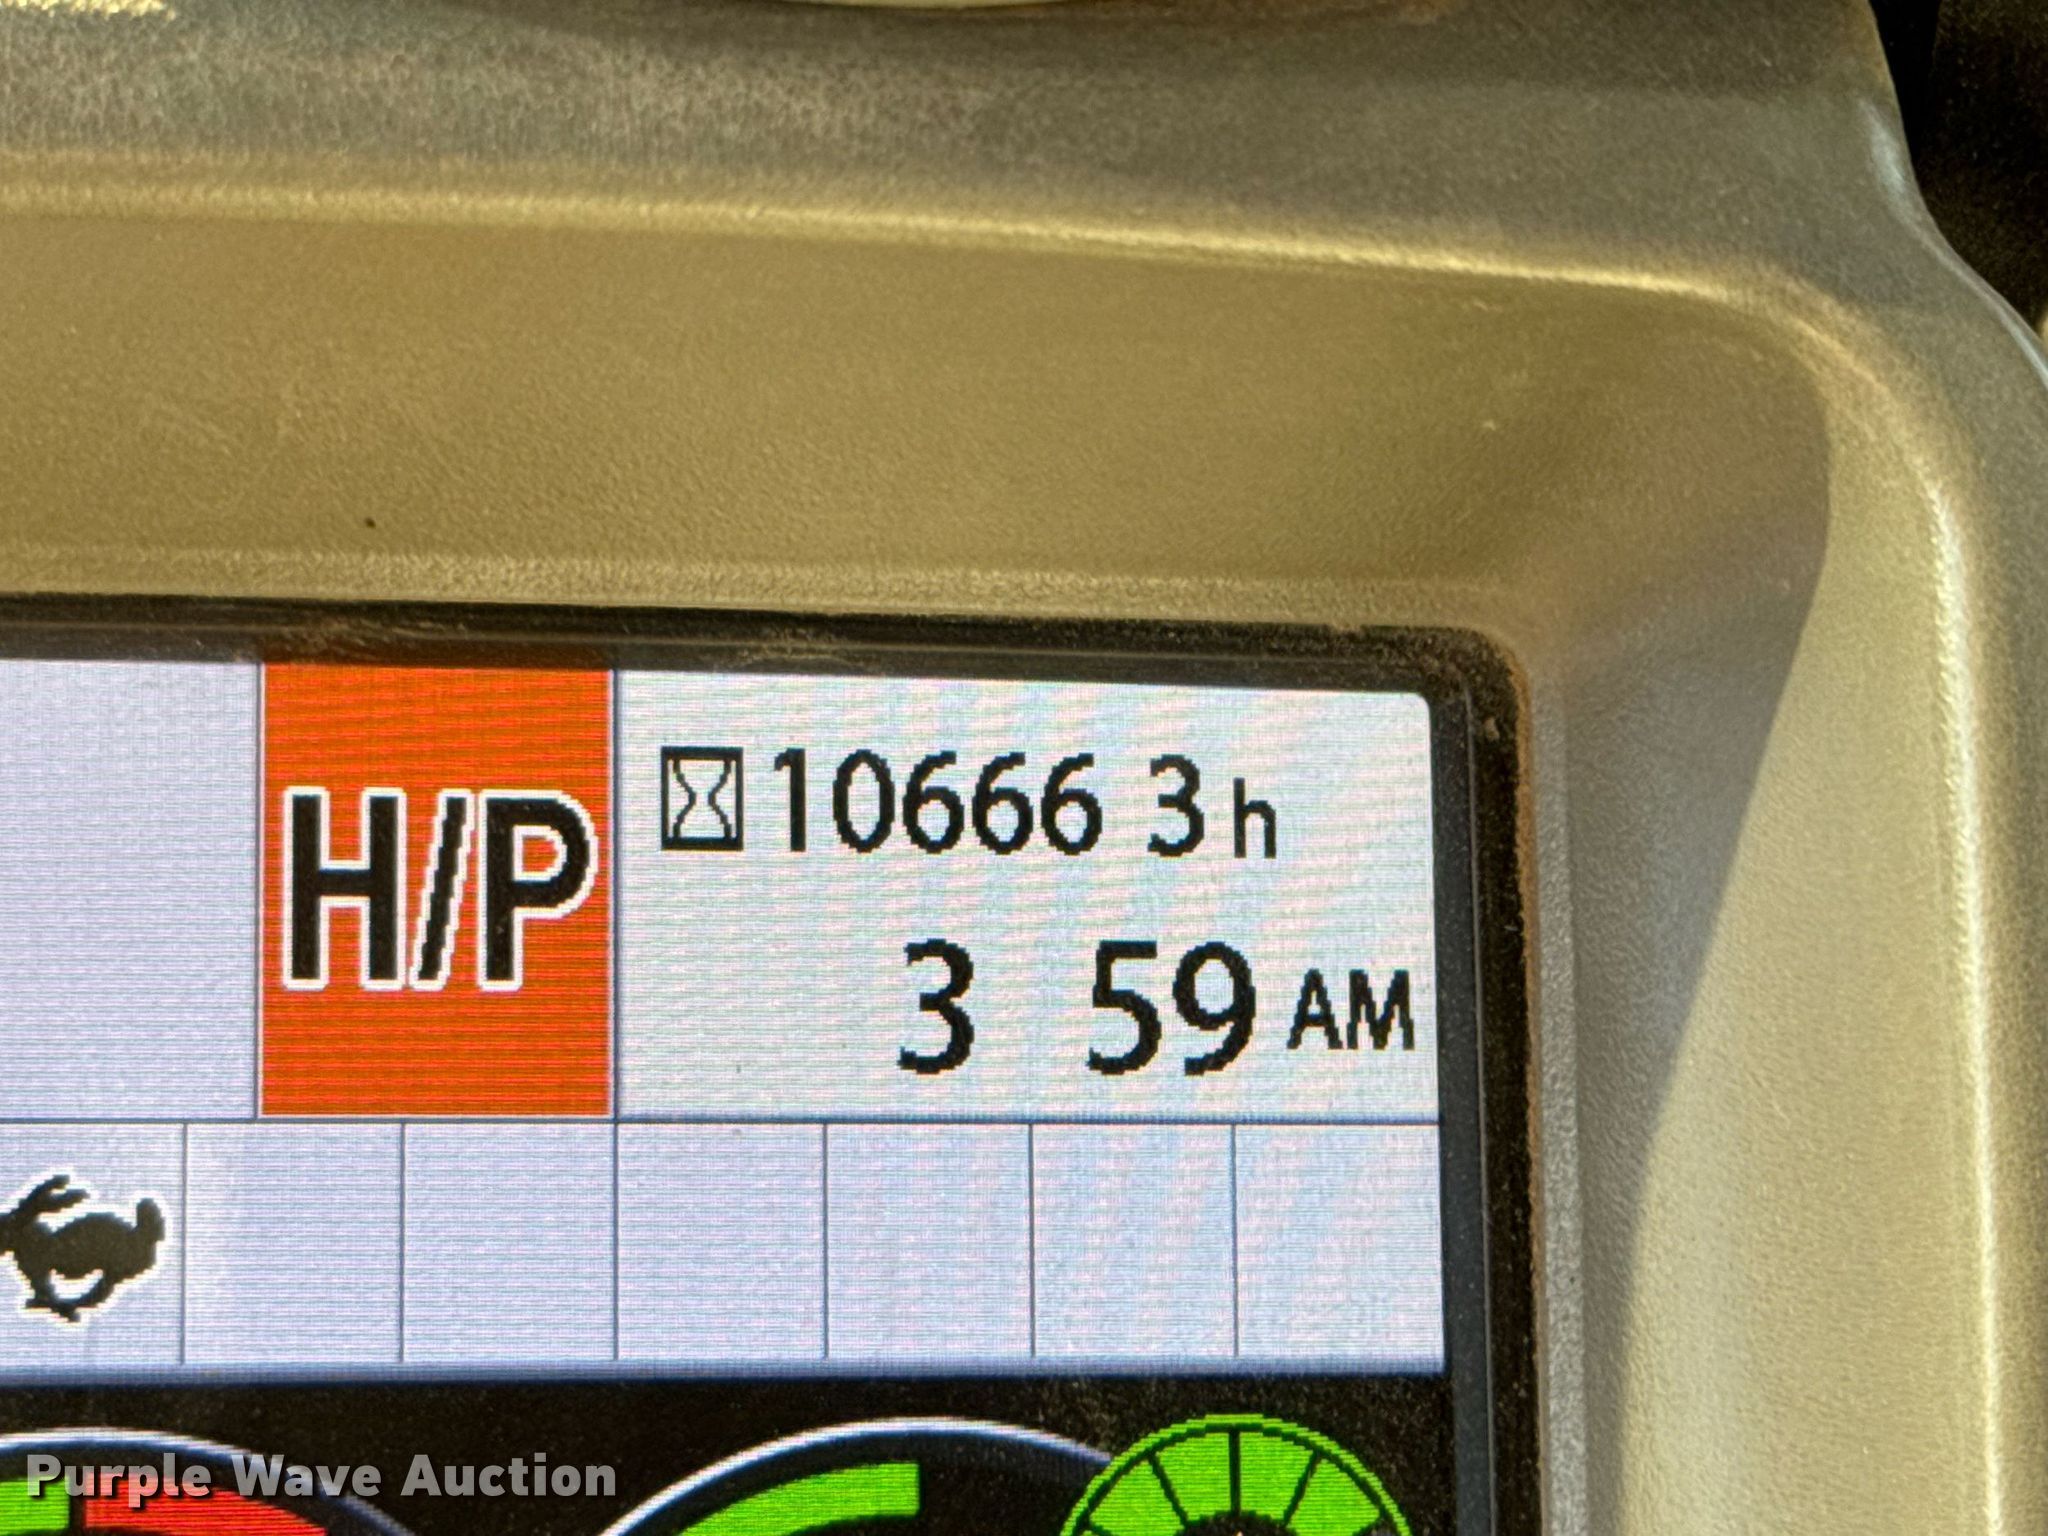 H/P
10666 3 h
3 59 AM
Purple Wave Auction